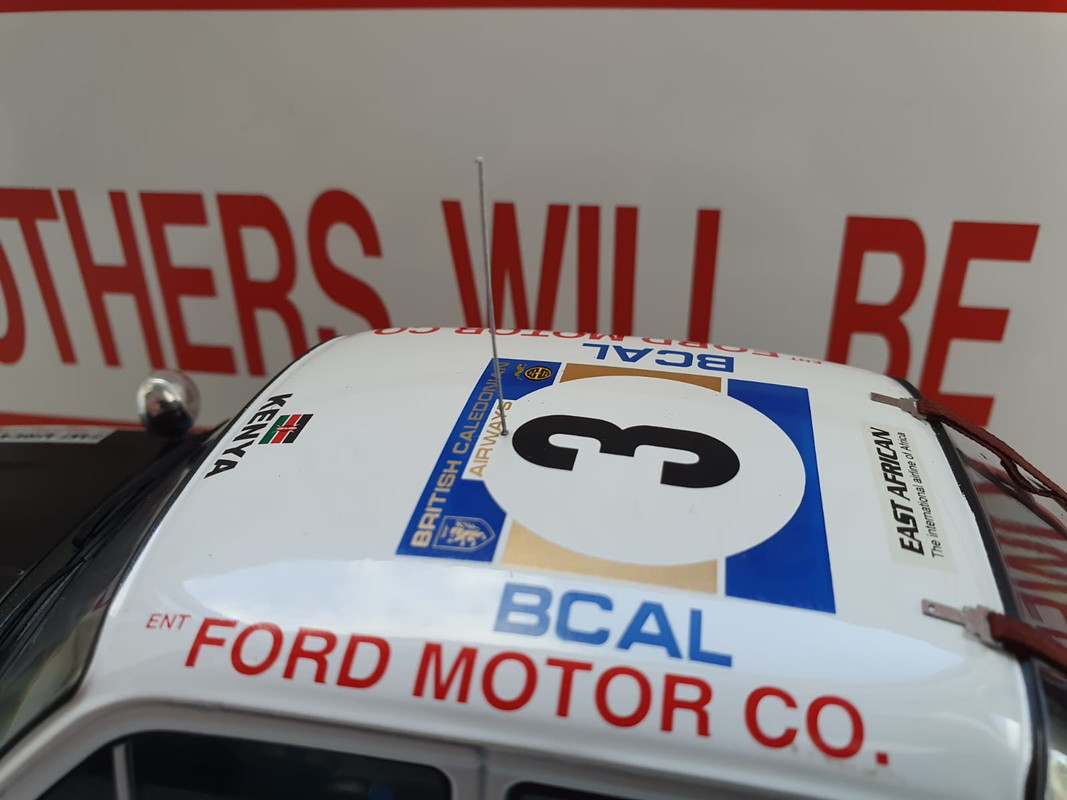 OTHERS WILL BE
FORD MOTOR CO
BCAL
KENYA
BRITISH CALEDONIAN
AIRWAYS
3
EAST AFRICAN
The international airline of Africa
BCAL
ENT FORD MOTOR CO.